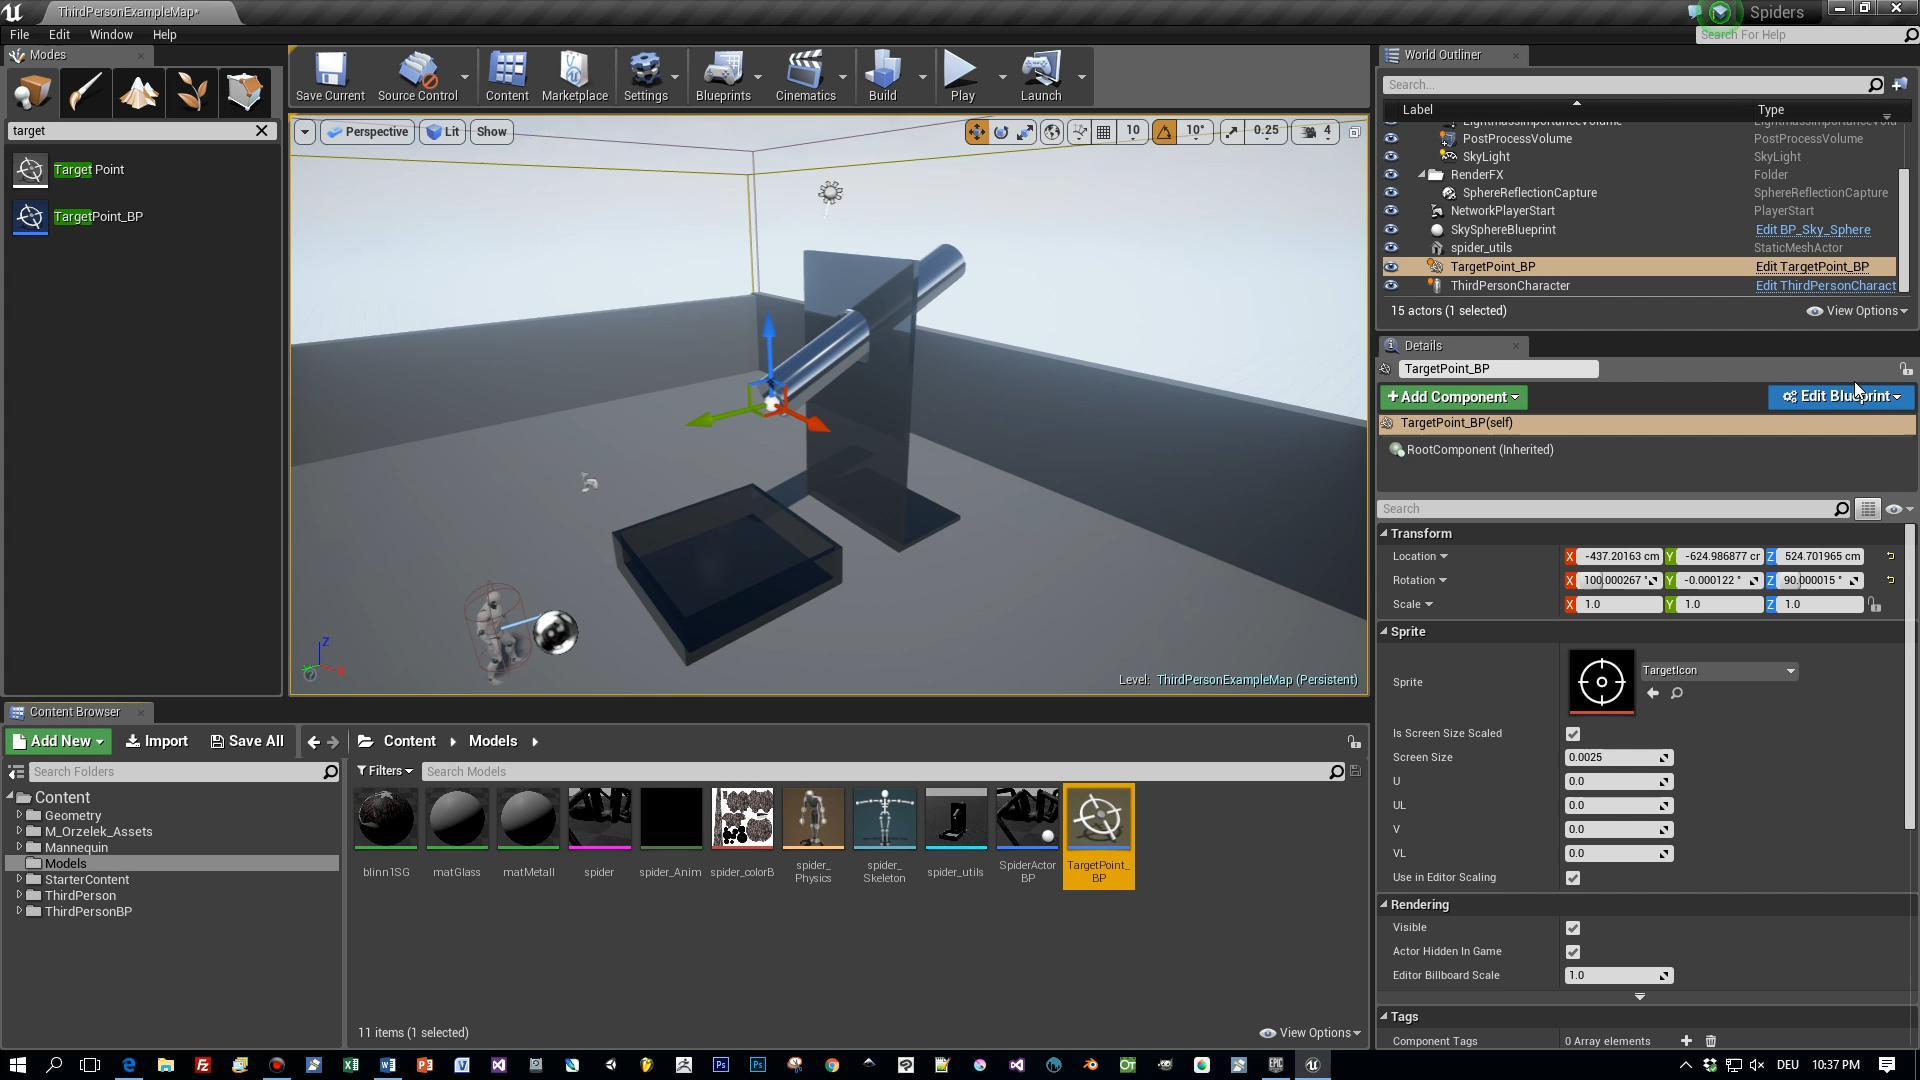 ThirdPersonExampleMap*
Spiders
File Edit Window Help
Search For Help
Modes
target
Target Point
TargetPoint_BP
Save Current
Source Control
Content
Marketplace
Settings
Blueprints
Cinematics
Build
Play
Launch
Perspective
Lit
Show
10
10°
0.25
4
Z
X
Level: ThirdPersonExampleMap (Persistent)
World Outliner
Search...
Label Type
PostProcessVolume PostProcessVolume
SkyLight SkyLight
RenderFX Folder
SphereReflectionCapture SphereReflectionCapture
NetworkPlayerStart PlayerStart
SkySphereBlueprint Edit BP_Sky_Sphere
spider_utils StaticMeshActor
TargetPoint_BP Edit TargetPoint_BP
ThirdPersonCharacter Edit ThirdPersonCharact
15 actors (1 selected) View Options
Details
TargetPoint_BP
+Add Component Edit Blueprint
TargetPoint_BP(self)
RootComponent (Inherited)
Search
Transform
Location X -437.20163 cm Y -624.986877 cr Z 524.701965 cm
Rotation X 100.000267 ° Y -0.000122 ° Z 90.000015 °
Scale X 1.0 Y 1.0 Z 1.0
Sprite
Sprite TargetIcon
Is Screen Size Scaled
Screen Size 0.0025
U 0.0
UL 0.0
V 0.0
VL 0.0
Use in Editor Scaling
Rendering
Visible
Actor Hidden In Game
Editor Billboard Scale 1.0
Tags
Component Tags 0 Array elements
Content Browser
Add New Import Save All Content Models
Search Folders
Filters Search Models
Content
Geometry
M_Orzelek_Assets
Mannequin
Models
StarterContent
ThirdPerson
ThirdPersonBP
blinn1SG
matGlass
matMetall
spider
spider_Anim
spider_colorB
spider_
Physics
spider_
Skeleton
spider_utils
SpiderActor
BP
TargetPoint_
BP
11 items (1 selected) View Options
DEU 10:37 PM